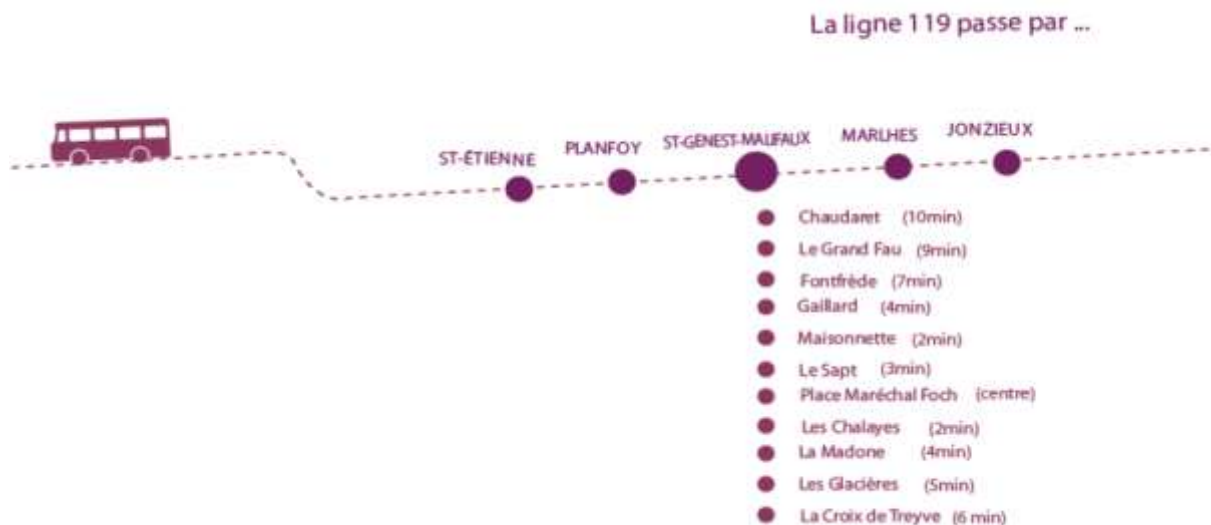 La ligne 119 passe par ...
ST-ÉTIENNE
PLANFOY
ST-GENEST-MALIFAUX
MARLHES
JONZIEUX
Chaudaret (10min)
Le Grand Fau (9min)
Fontfrède (7min)
Gaillard (4min)
Maisonnette (2min)
Le Sapt (3min)
Place Maréchal Foch (centre)
Les Chalayes (2min)
La Madone (4min)
Les Glacières (5min)
La Croix de Treyve (6 min)